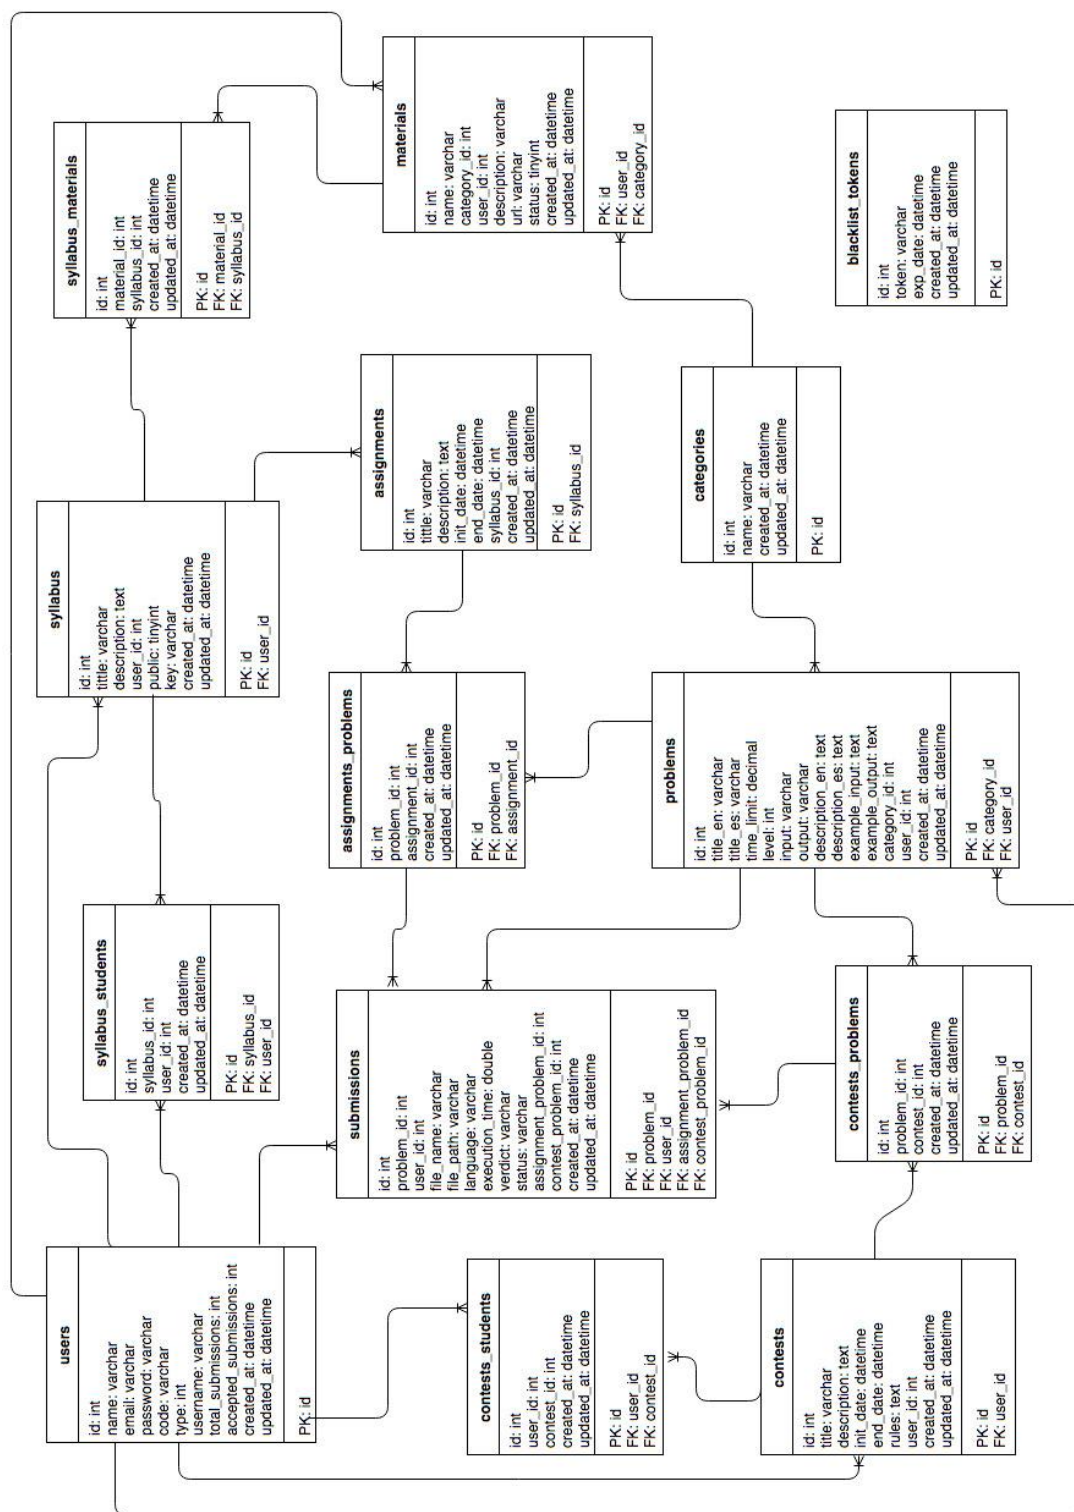 users
id: int
name: varchar
email: varchar
password: varchar
code: varchar
type: int
username: varchar
total_submissions: int
accepted_submissions: int
created_at: datetime
updated_at: datetime
PK: id
syllabus_students
id: int
syllabus_id: int
user_id: int
created_at: datetime
updated_at: datetime
PK: id
FK: syllabus_id
FK: user_id
syllabus
id: int
tittle: varchar
description: text
user_id: int
public: tinyint
key: varchar
created_at: datetime
updated_at: datetime
PK: id
FK: user_id
syllabus_materials
id: int
material_id: int
syllabus_id: int
created_at: datetime
updated_at: datetime
PK: id
FK: material_id
FK: syllabus_id
contests_students
id: int
user_id: int
contest_id: int
created_at: datetime
updated_at: datetime
PK: id
FK: user_id
FK: contest_id
submissions
id: int
problem_id: int
user_id: int
file_name: varchar
file_path: varchar
language: varchar
execution_time: double
verdict: varchar
status: varchar
assignment_problem_id: int
contest_problem_id: int
created_at: datetime
updated_at: datetime
PK: id
FK: problem_id
FK: user_id
FK: assignment_problem_id
FK: contest_problem_id
assignments_problems
id: int
problem_id: int
assignment_id: int
created_at: datetime
updated_at: datetime
PK: id
FK: problem_id
FK: assignment_id
assignments
id: int
tittle: varchar
description: text
init_date: datetime
end_date: datetime
syllabus_id: int
created_at: datetime
updated_at: datetime
PK: id
FK: syllabus_id
materials
id: int
name: varchar
category_id: int
user_id: int
description: varchar
url: varchar
status: tinyint
created_at: datetime
updated_at: datetime
PK: id
FK: user_id
FK: category_id
contests
id: int
title: varchar
description: text
init_date: datetime
end_date: datetime
rules: text
user_id: int
created_at: datetime
updated_at: datetime
PK: id
FK: user_id
contests_problems
id: int
problem_id: int
contest_id: int
created_at: datetime
updated_at: datetime
PK: id
FK: problem_id
FK: contest_id
problems
id: int
title_en: varchar
title_es: varchar
time_limit: decimal
level: int
input: varchar
output: varchar
description_en: text
description_es: text
example_input: text
example_output: text
category_id: int
user_id: int
created_at: datetime
updated_at: datetime
PK: id
FK: category_id
FK: user_id
categories
id: int
name: varchar
created_at: datetime
updated_at: datetime
PK: id
blacklist_tokens
id: int
token: varchar
exp_date: datetime
created_at: datetime
updated_at: datetime
PK: id